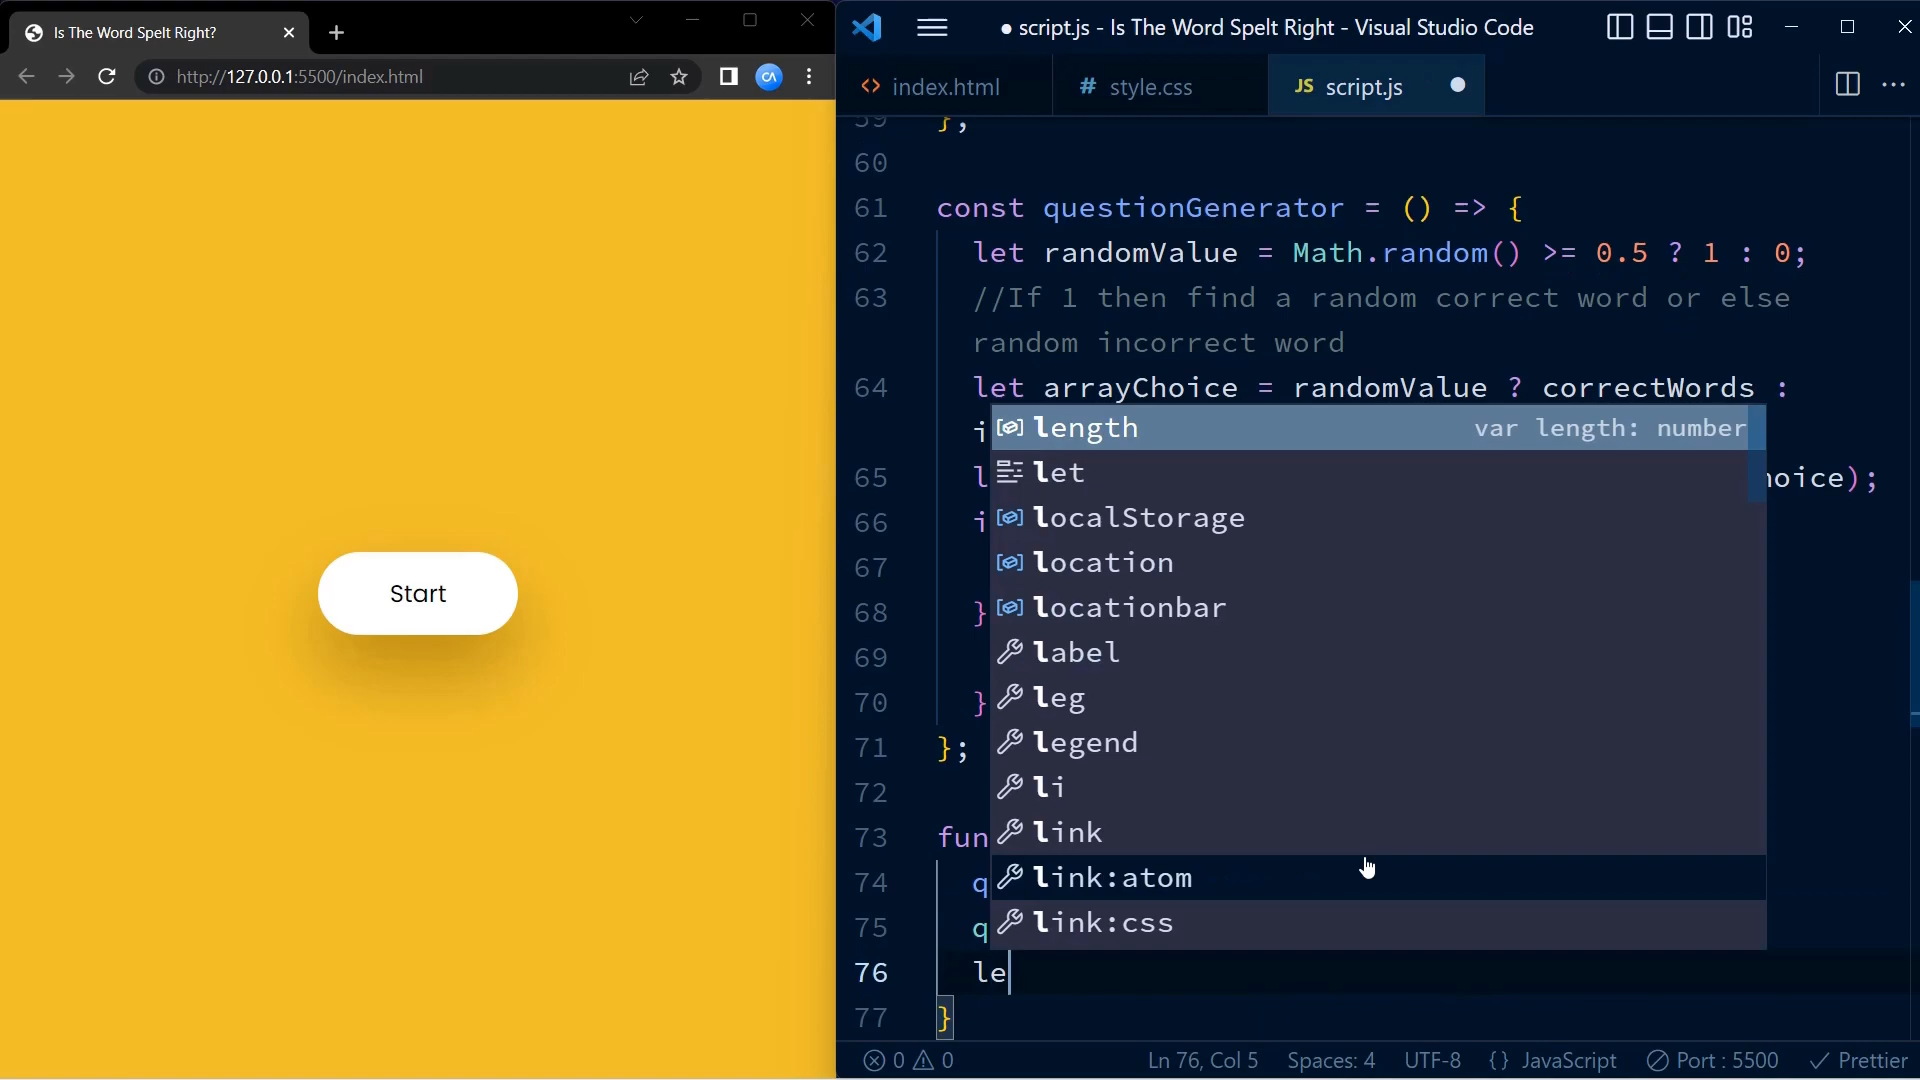 Is The Word Spelt Right?
● script.js - Is The Word Spelt Right - Visual Studio Code
http://127.0.0.1:5500/index.html
CA
<> index.html
# style.css
JS script.js
59 };
60
61 const questionGenerator = () => {
62 let randomValue = Math.random() >= 0.5 ? 1 : 0;
63 //If 1 then find a random correct word or else
random incorrect word
64 let arrayChoice = randomValue ? correctWords :
i
length var length: number
let
65 l hoice);
localStorage
66 i
location
67
locationbar
68 }
label
69
leg
70 }
legend
71 };
li
72
link
73 fun
link:atom
74 q
link:css
75 q
76 le
77 }
Start
0 0 Ln 76, Col 5 Spaces: 4 UTF-8 {} JavaScript Port : 5500 Prettier